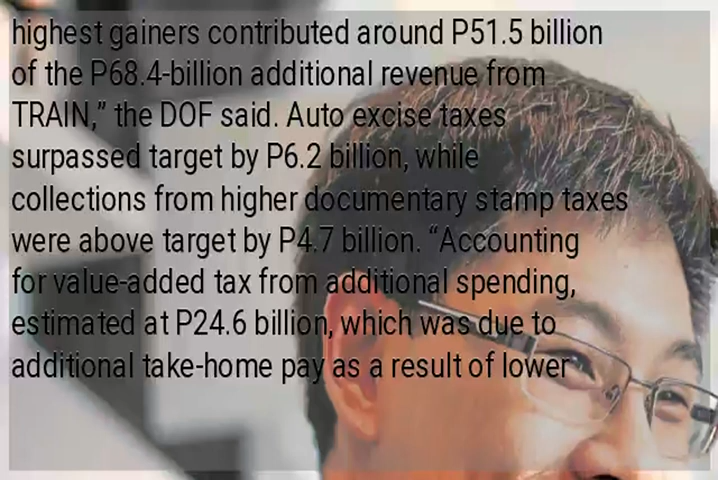 highest gainers contributed around P51.5 billion
of the P68.4-billion additional revenue from
TRAIN,” the DOF said. Auto excise taxes
surpassed target by P6.2 billion, while
collections from higher documentary stamp taxes
were above target by P4.7 billion. “Accounting
for value-added tax from additional spending,
estimated at P24.6 billion, which was due to
additional take-home pay as a result of lower